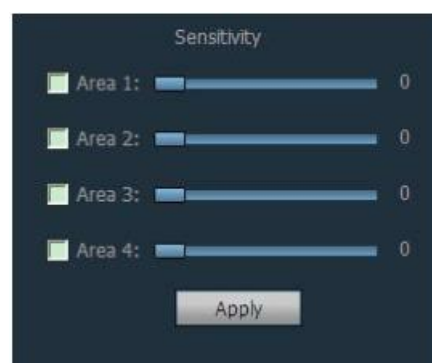 Sensitivity
Area 1: 0
Area 2: 0
Area 3: 0
Area 4: 0
Apply